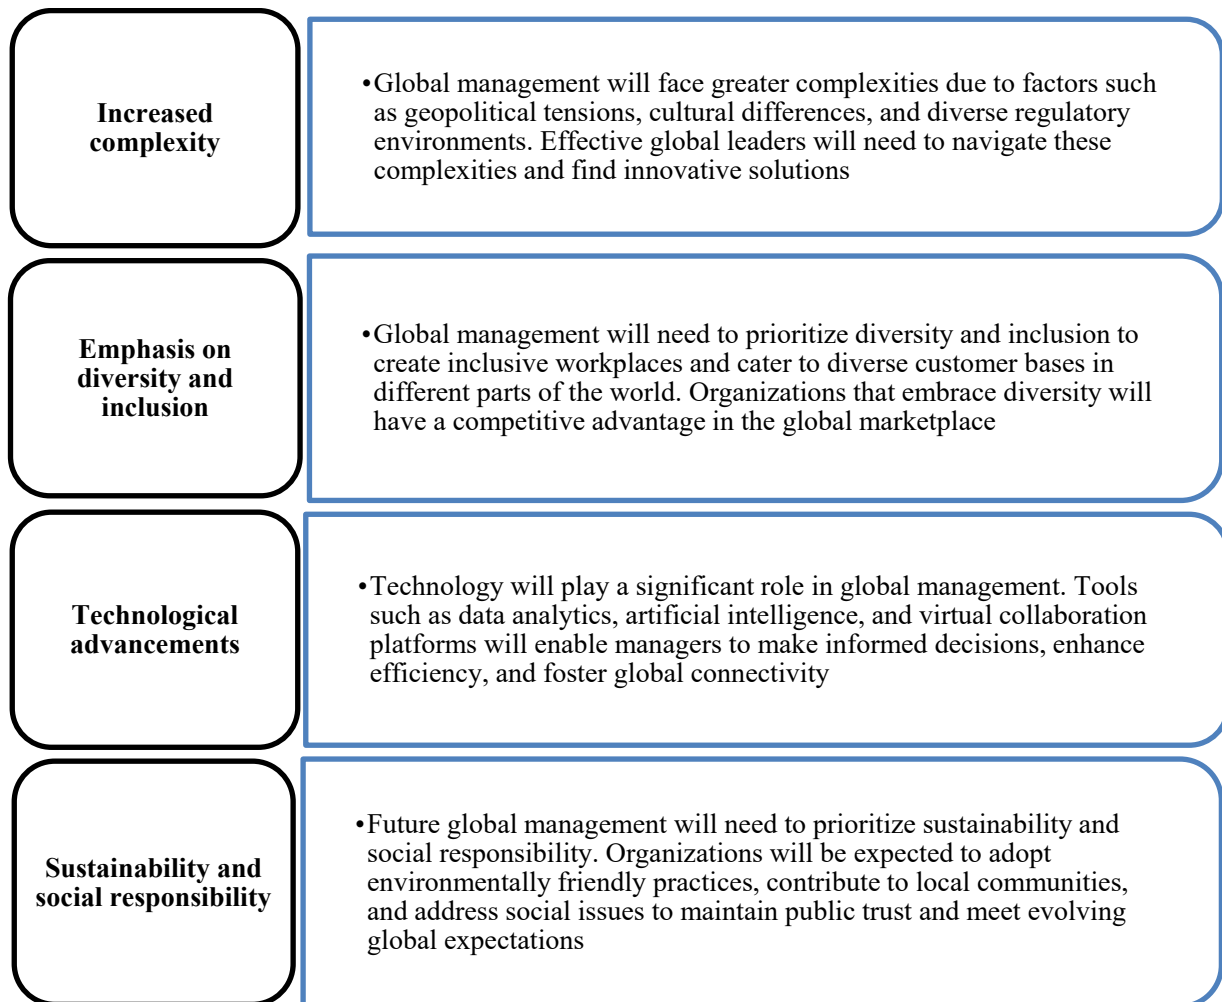 Increased
complexity
•Global management will face greater complexities due to factors such
as geopolitical tensions, cultural differences, and diverse regulatory
environments. Effective global leaders will need to navigate these
complexities and find innovative solutions
Emphasis on
diversity and
inclusion
•Global management will need to prioritize diversity and inclusion to
create inclusive workplaces and cater to diverse customer bases in
different parts of the world. Organizations that embrace diversity will
have a competitive advantage in the global marketplace
Technological
advancements
•Technology will play a significant role in global management. Tools
such as data analytics, artificial intelligence, and virtual collaboration
platforms will enable managers to make informed decisions, enhance
efficiency, and foster global connectivity
Sustainability and
social responsibility
•Future global management will need to prioritize sustainability and
social responsibility. Organizations will be expected to adopt
environmentally friendly practices, contribute to local communities,
and address social issues to maintain public trust and meet evolving
global expectations